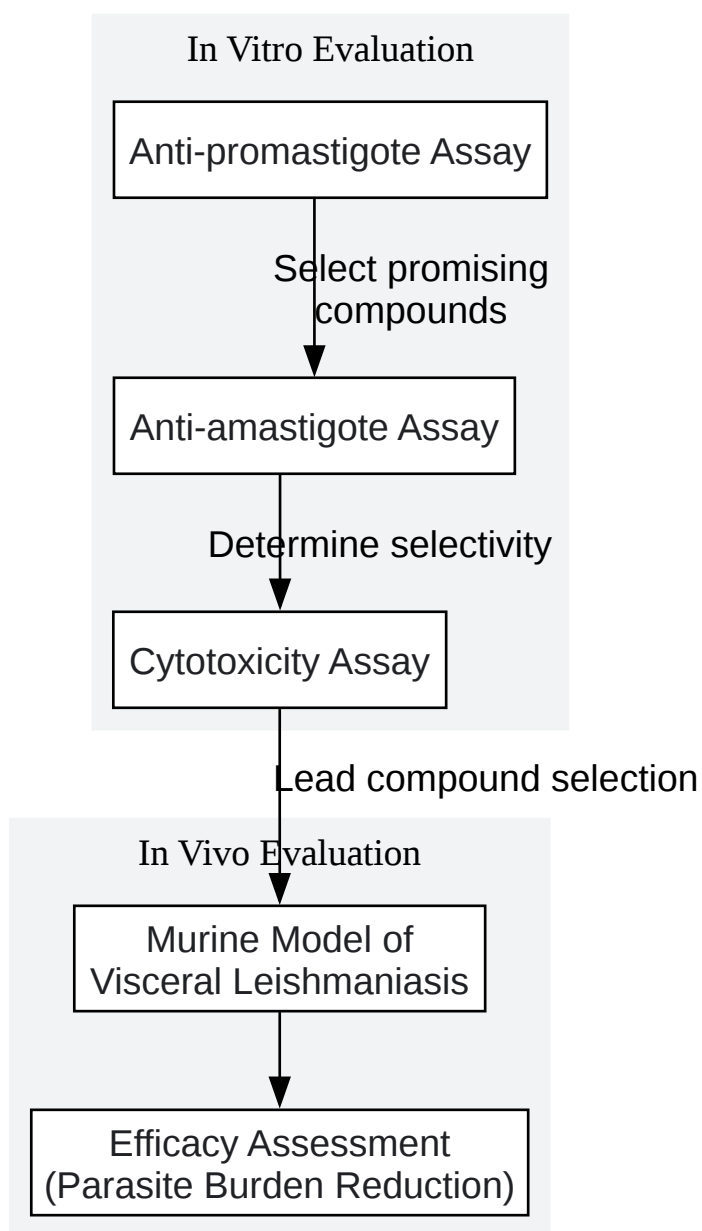 In Vitro Evaluation
Anti-promastigote Assay
Select promising
compounds
Anti-amastigote Assay
Determine selectivity
Cytotoxicity Assay
Lead compound selection
In Vivo Evaluation
Murine Model of
Visceral Leishmaniasis
Efficacy Assessment
(Parasite Burden Reduction)